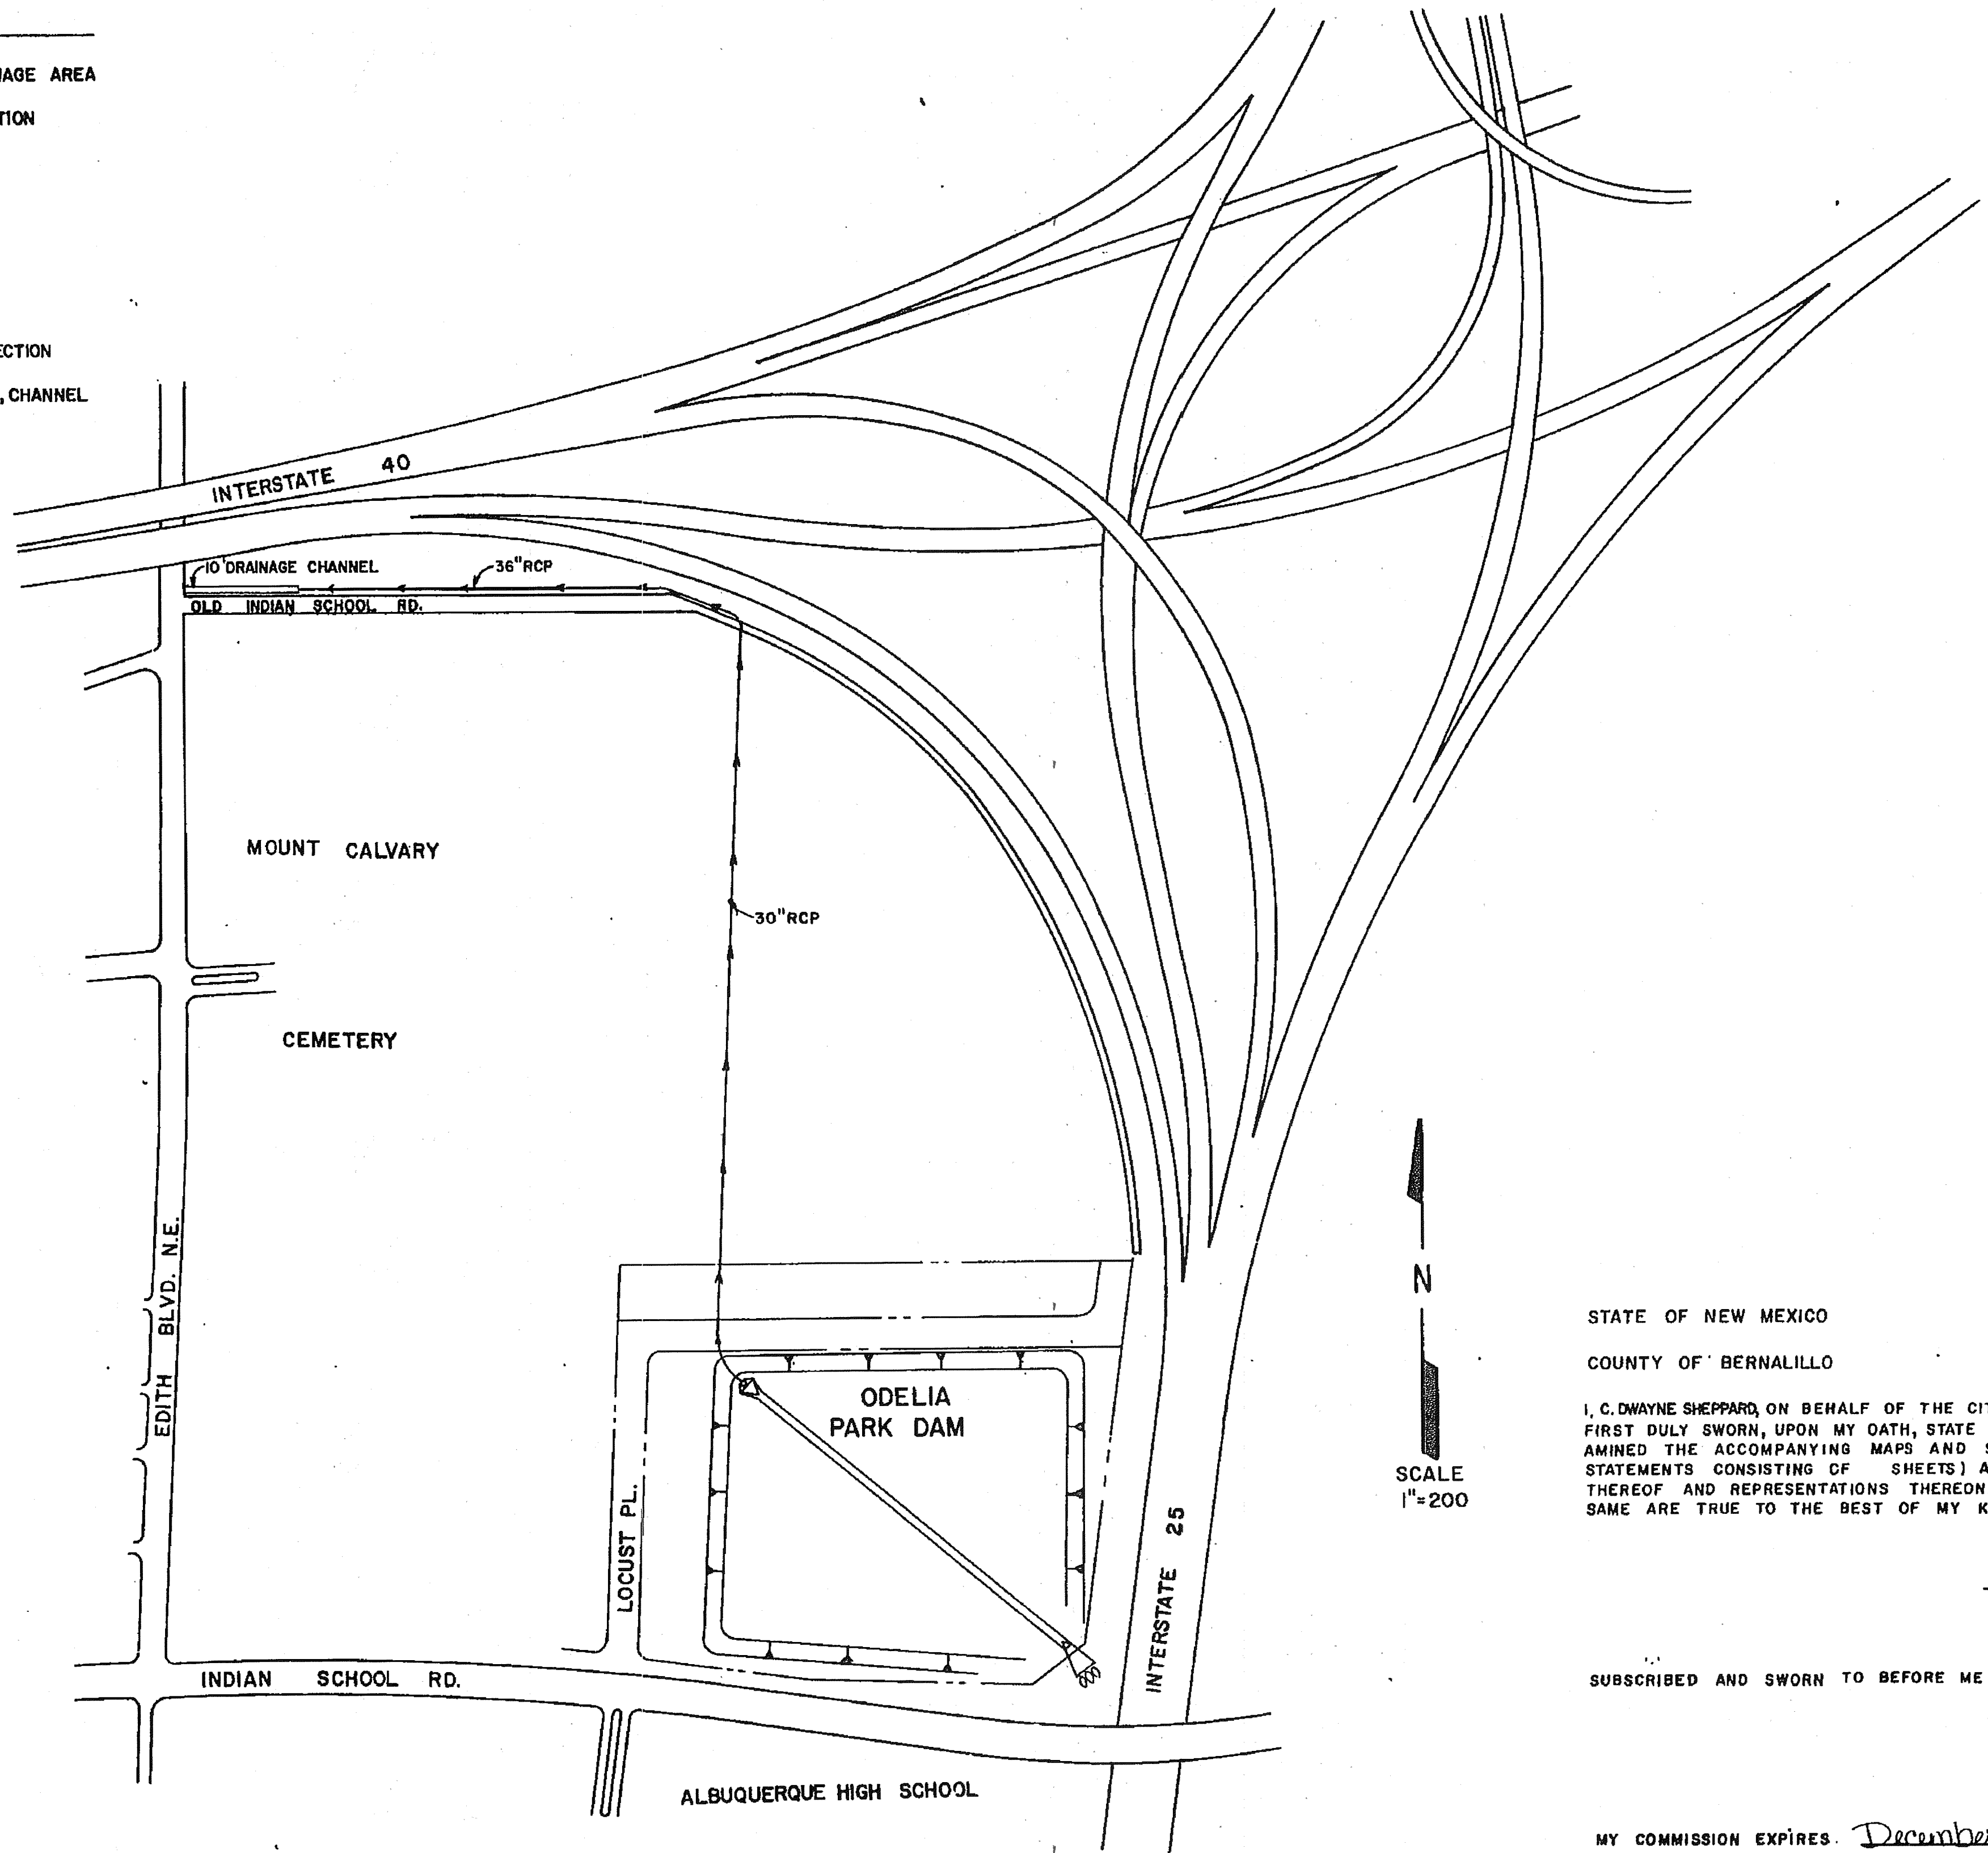 AREA
INTERSTATE 40
, CHANNEL
10' DRAINAGE CHANNEL
36"RCP
OLD INDIAN SCHOOL RD.
MOUNT CALVARY
30"RCP
CEMETERY
EDITH BLVD. N.E.
N
SCALE
1"=200
ODELIA
PARK DAM
LOCUST PL.
INTERSTATE 25
INDIAN SCHOOL RD.
ALBUQUERQUE HIGH SCHOOL
STATE OF NEW MEXICO
COUNTY OF BERNALILLO
I, C. DWAYNE SHEPPARD, ON BEHALF OF THE
FIRST DULY SWORN, UPON MY OATH, STATE
AMINED THE ACCOMPANYING MAPS AND
STATEMENTS CONSISTING OF SHEETS)
THEREOF AND REPRESENTATIONS THEREON
SAME ARE TRUE TO THE BEST OF MY
SUBSCRIBED AND SWORN TO BEFORE ME
MY COMMISSION EXPIRES. December